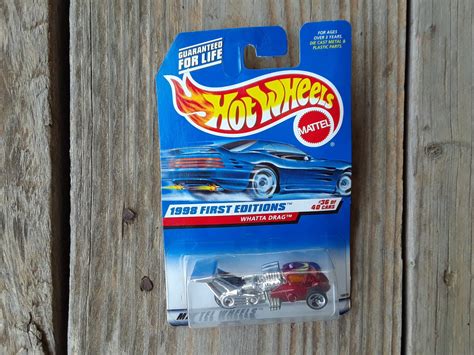 GUARANTEED
FOR LIFE
FOR AGES
OVER 3 YEARS
DIE CAST METAL &
PLASTIC PARTS
HOT WHEELS
MATTEL
1998 FIRST EDITIONS
#36 OF
40 CARS
WHATTA DRAG™